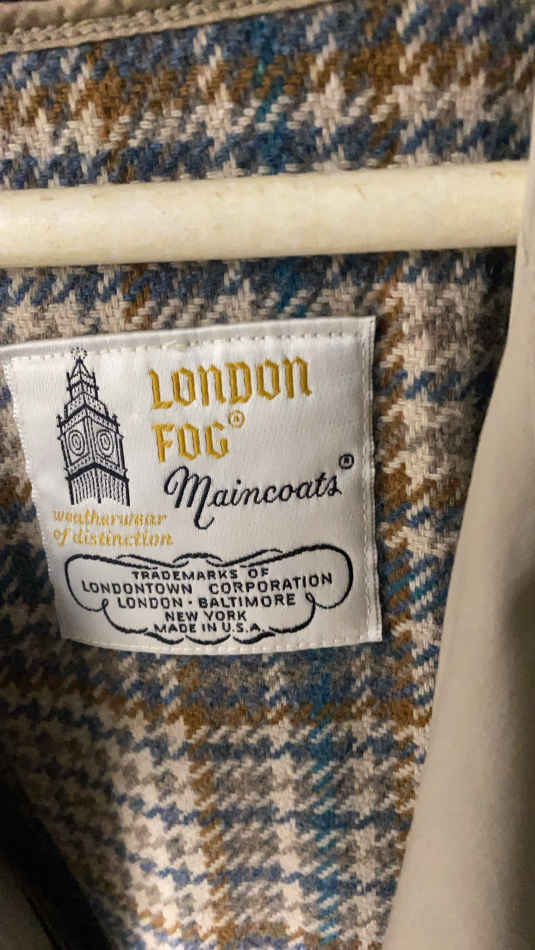 LONDON
FOG®
Maincoats®
weatherwear
of distinction
TRADEMARKS OF
LONDONTOWN CORPORATION
LONDON · BALTIMORE
NEW YORK
MADE IN U.S.A.